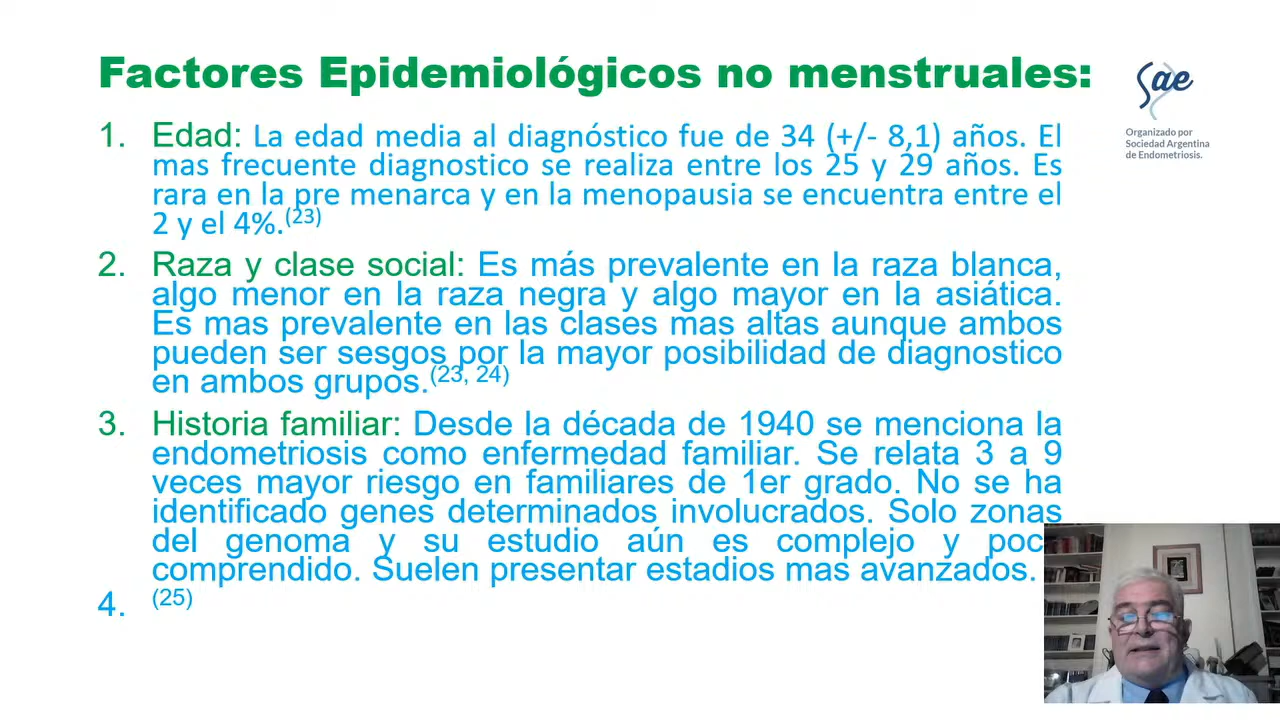 Factores Epidemiológicos no menstruales:
Sae
Organizado por
Sociedad Argentina
de Endometriosis.
1. Edad: La edad media al diagnóstico fue de 34 (+/- 8,1) años. El
mas frecuente diagnostico se realiza entre los 25 y 29 años. Es
rara en la pre menarca y en la menopausia se encuentra entre el
2 y el 4%.(23)
2. Raza y clase social: Es más prevalente en la raza blanca,
algo menor en la raza negra y algo mayor en la asiática.
Es mas prevalente en las clases mas altas aunque ambos
pueden ser sesgos por la mayor posibilidad de diagnostico
en ambos grupos.(23, 24)
3. Historia familiar: Desde la década de 1940 se menciona la
endometriosis como enfermedad familiar. Se relata 3 a 9
veces mayor riesgo en familiares de 1er grado. No se ha
identificado genes determinados involucrados. Solo zonas
del genoma y su estudio aún es complejo y poc
comprendido. Suelen presentar estadios mas avanzados.
4. (25)